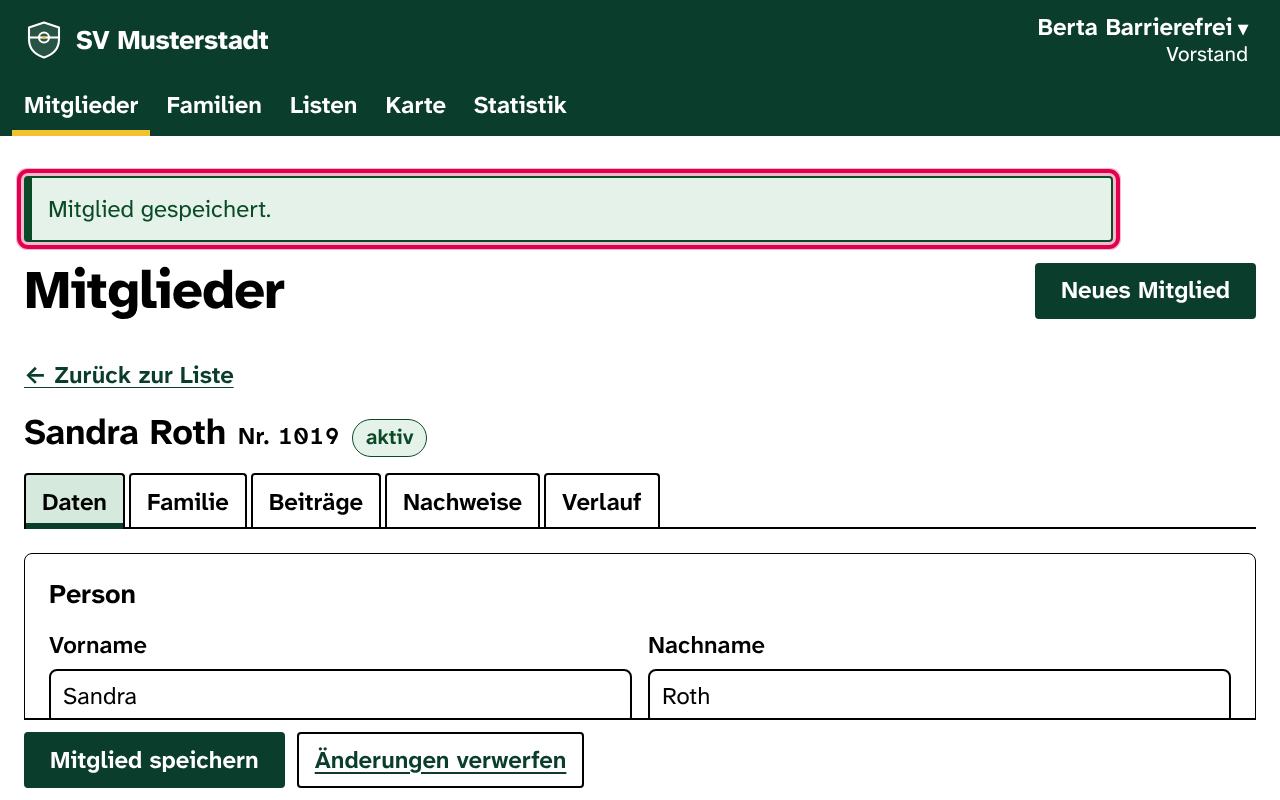 SV Musterstadt
Berta Barrierefrei ▾
Vorstand
Mitglieder Familien Listen Karte Statistik
Mitglied gespeichert.
Mitglieder
Neues Mitglied
← Zurück zur Liste
Sandra Roth Nr. 1019 aktiv
Daten Familie Beiträge Nachweise Verlauf
Person
Vorname Nachname
Sandra Roth
Mitglied speichern Änderungen verwerfen